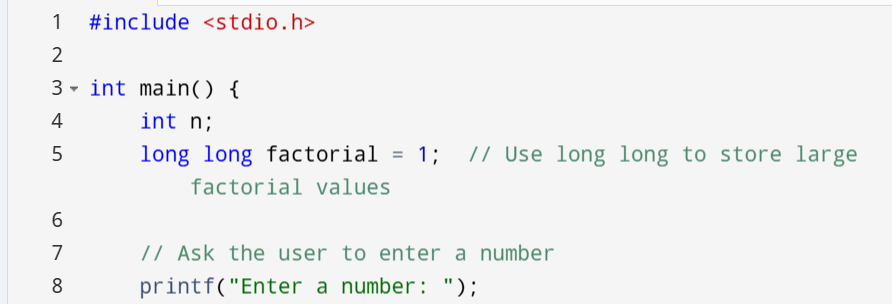 1 #include <stdio.h>
2
3 int main() {
4 int n;
5 long long factorial = 1; // Use long long to store large
factorial values
6
7 // Ask the user to enter a number
8 printf("Enter a number: ");